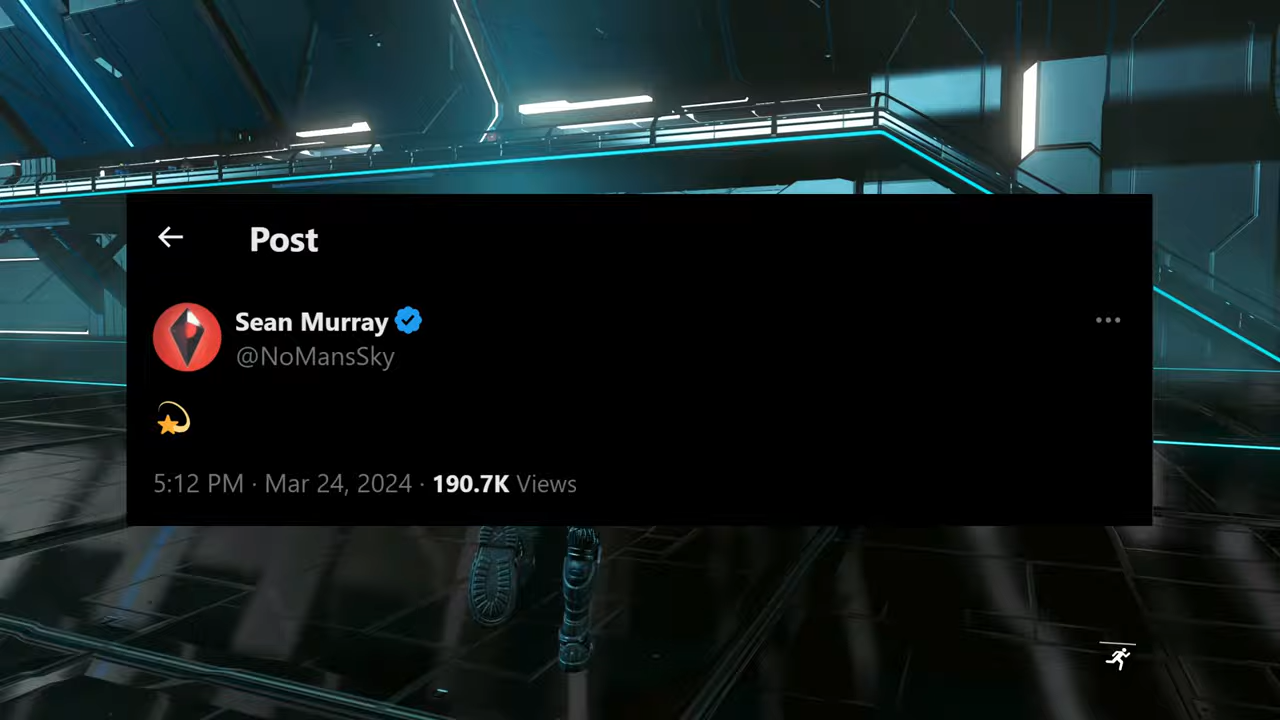 Post
Sean Murray
@NoMansSky
💫
5:12 PM · Mar 24, 2024 · 190.7K Views